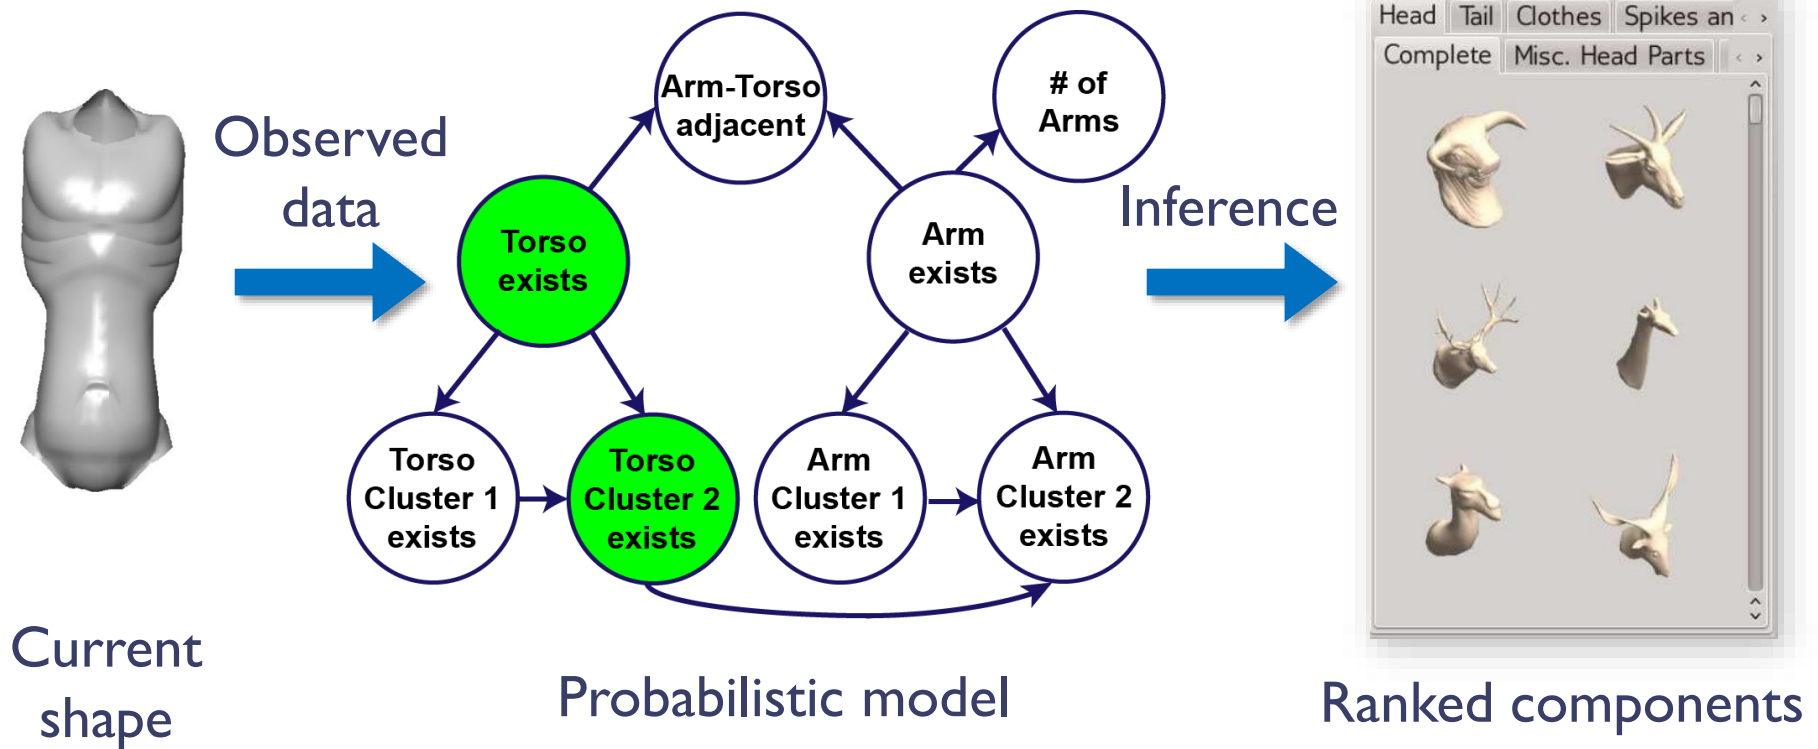 Current
shape
Observed
data
Arm-Torso
adjacent
# of
Arms
Torso
exists
Arm
exists
Torso
Cluster 1
exists
Torso
Cluster 2
exists
Arm
Cluster 1
exists
Arm
Cluster 2
exists
Probabilistic model
Inference
Head Tail Clothes Spikes an
Complete Misc. Head Parts
Ranked components